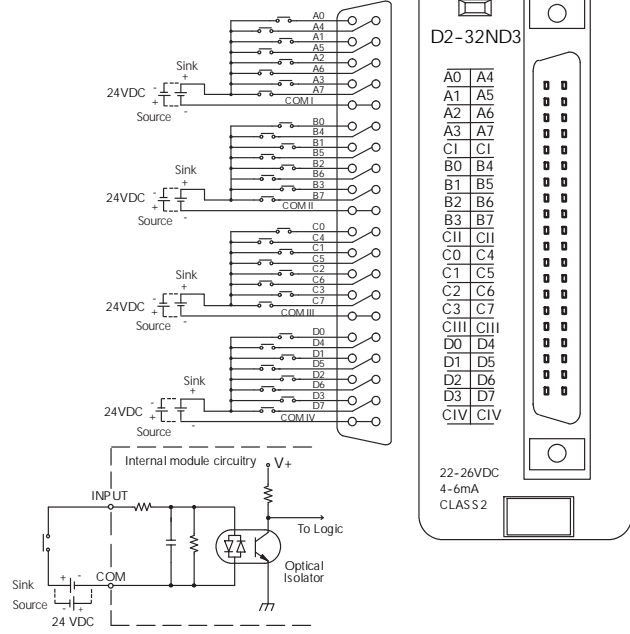 A0
A4
A1
A5
A2
A6
A3
A7
COM I
Sink
24VDC
- + + -
Source
B0
B4
B1
B5
B2
B6
B3
B7
COM II
Sink
24VDC
- + + -
Source
C0
C4
C1
C5
C2
C6
C3
C7
COM III
Sink
24VDC
- + + -
Source
D0
D4
D1
D5
D2
D6
D3
D7
COM IV
Sink
24VDC
- + + -
Source
Internal module circuitry
V+
INPUT
To Logic
Optical
Isolator
COM
Sink
+ -
Source
- +
24 VDC
D2-32ND3
A0 A4
A1 A5
A2 A6
A3 A7
CI CI
B0 B4
B1 B5
B2 B6
B3 B7
CII CII
C0 C4
C1 C5
C2 C6
C3 C7
CIII CIII
D0 D4
D1 D5
D2 D6
D3 D7
CIV CIV
22-26VDC
4-6mA
CLASS2